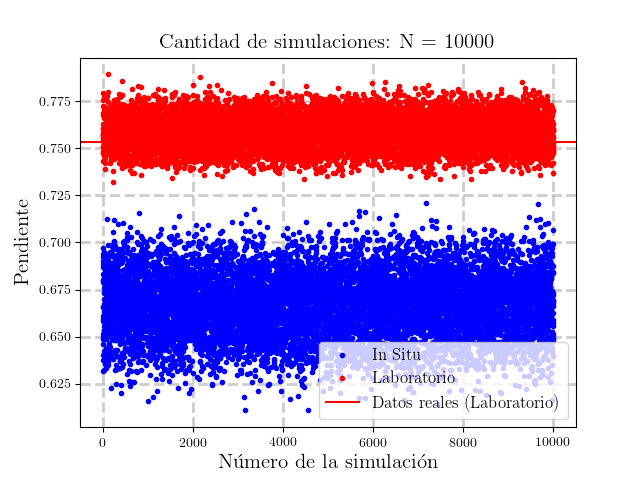 Cantidad de simulaciones: N = 10000
Pendiente
0.775
0.750
0.725
0.700
0.675
0.650
0.625
In Situ
Laboratorio
Datos reales (Laboratorio)
0
2000
4000
6000
8000
10000
Número de la simulación